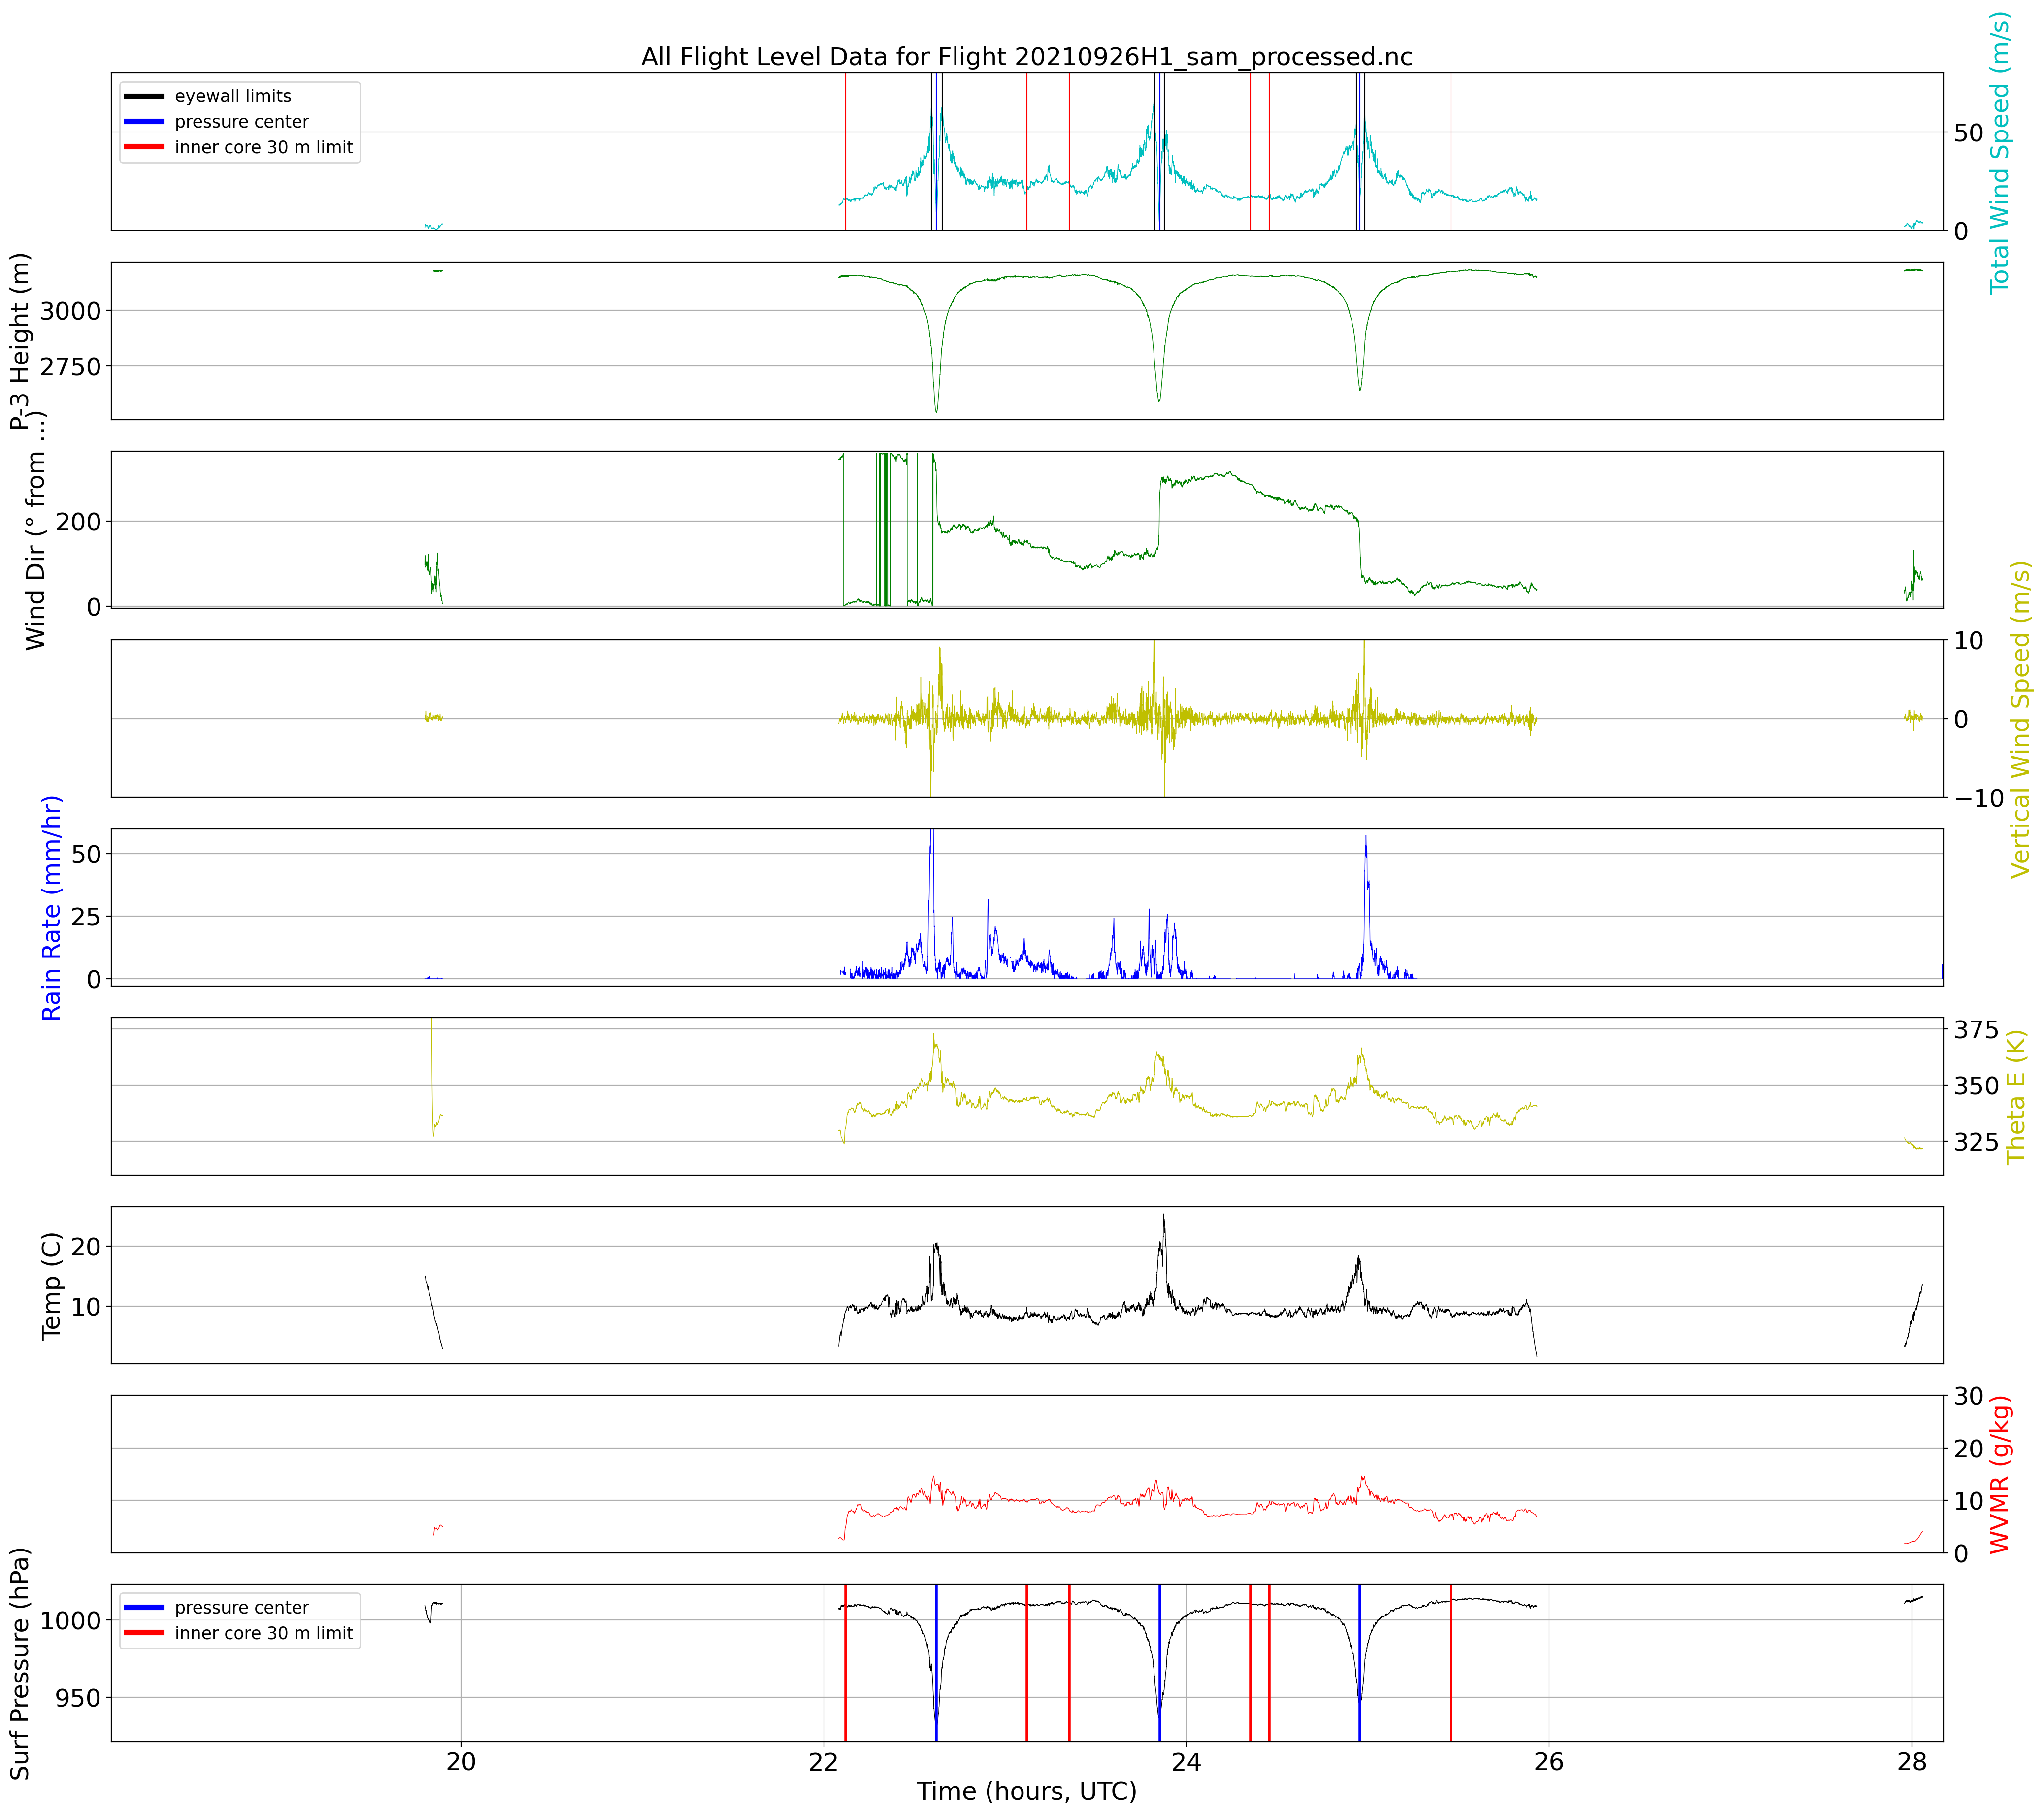 All Flight Level Data for Flight 20210926H1_sam_processed.nc
eyewall limits
pressure center
inner core 30 m limit
50
0
Total Wind Speed (m/s)
P-3 Height (m)
3000
2750
Wind Dir (° from ...)
200
0
10
0
−10
Vertical Wind Speed (m/s)
Rain Rate (mm/hr)
50
25
0
375
350
325
Theta E (K)
Temp (C)
20
10
30
20
10
0
WVMR (g/kg)
Surf Pressure (hPa)
1000
950
pressure center
inner core 30 m limit
20 22 24 26 28
Time (hours, UTC)